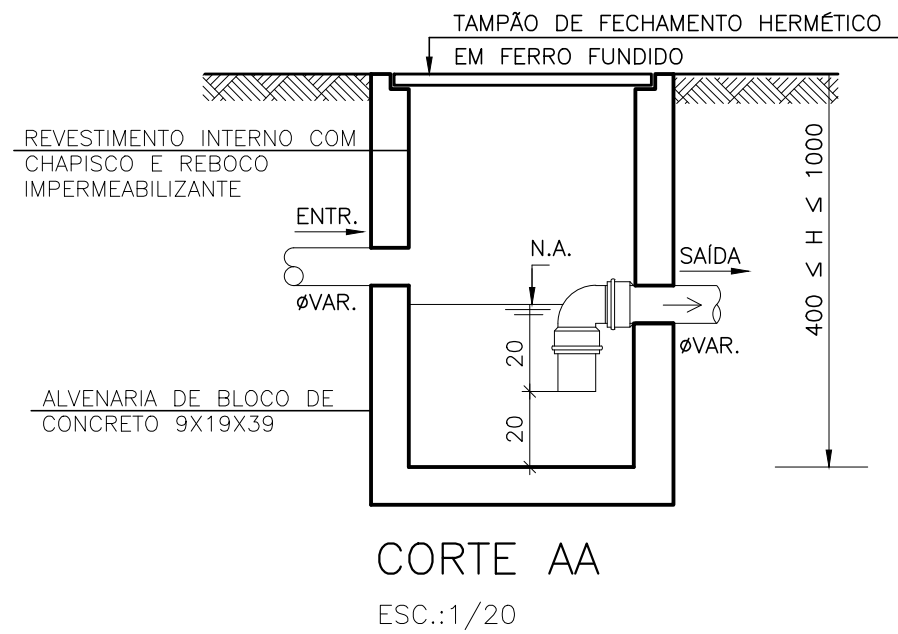 TAMPÃO DE FECHAMENTO HERMÉTICO
EM FERRO FUNDIDO
REVESTIMENTO INTERNO COM
CHAPISCO E REBOCO
IMPERMEABILIZANTE
ENTR.
ØVAR.
N.A.
SAÍDA
ØVAR.
20
20
400 ≤ H ≤ 1000
ALVENARIA DE BLOCO DE
CONCRETO 9X19X39
CORTE AA
ESC.:1/20